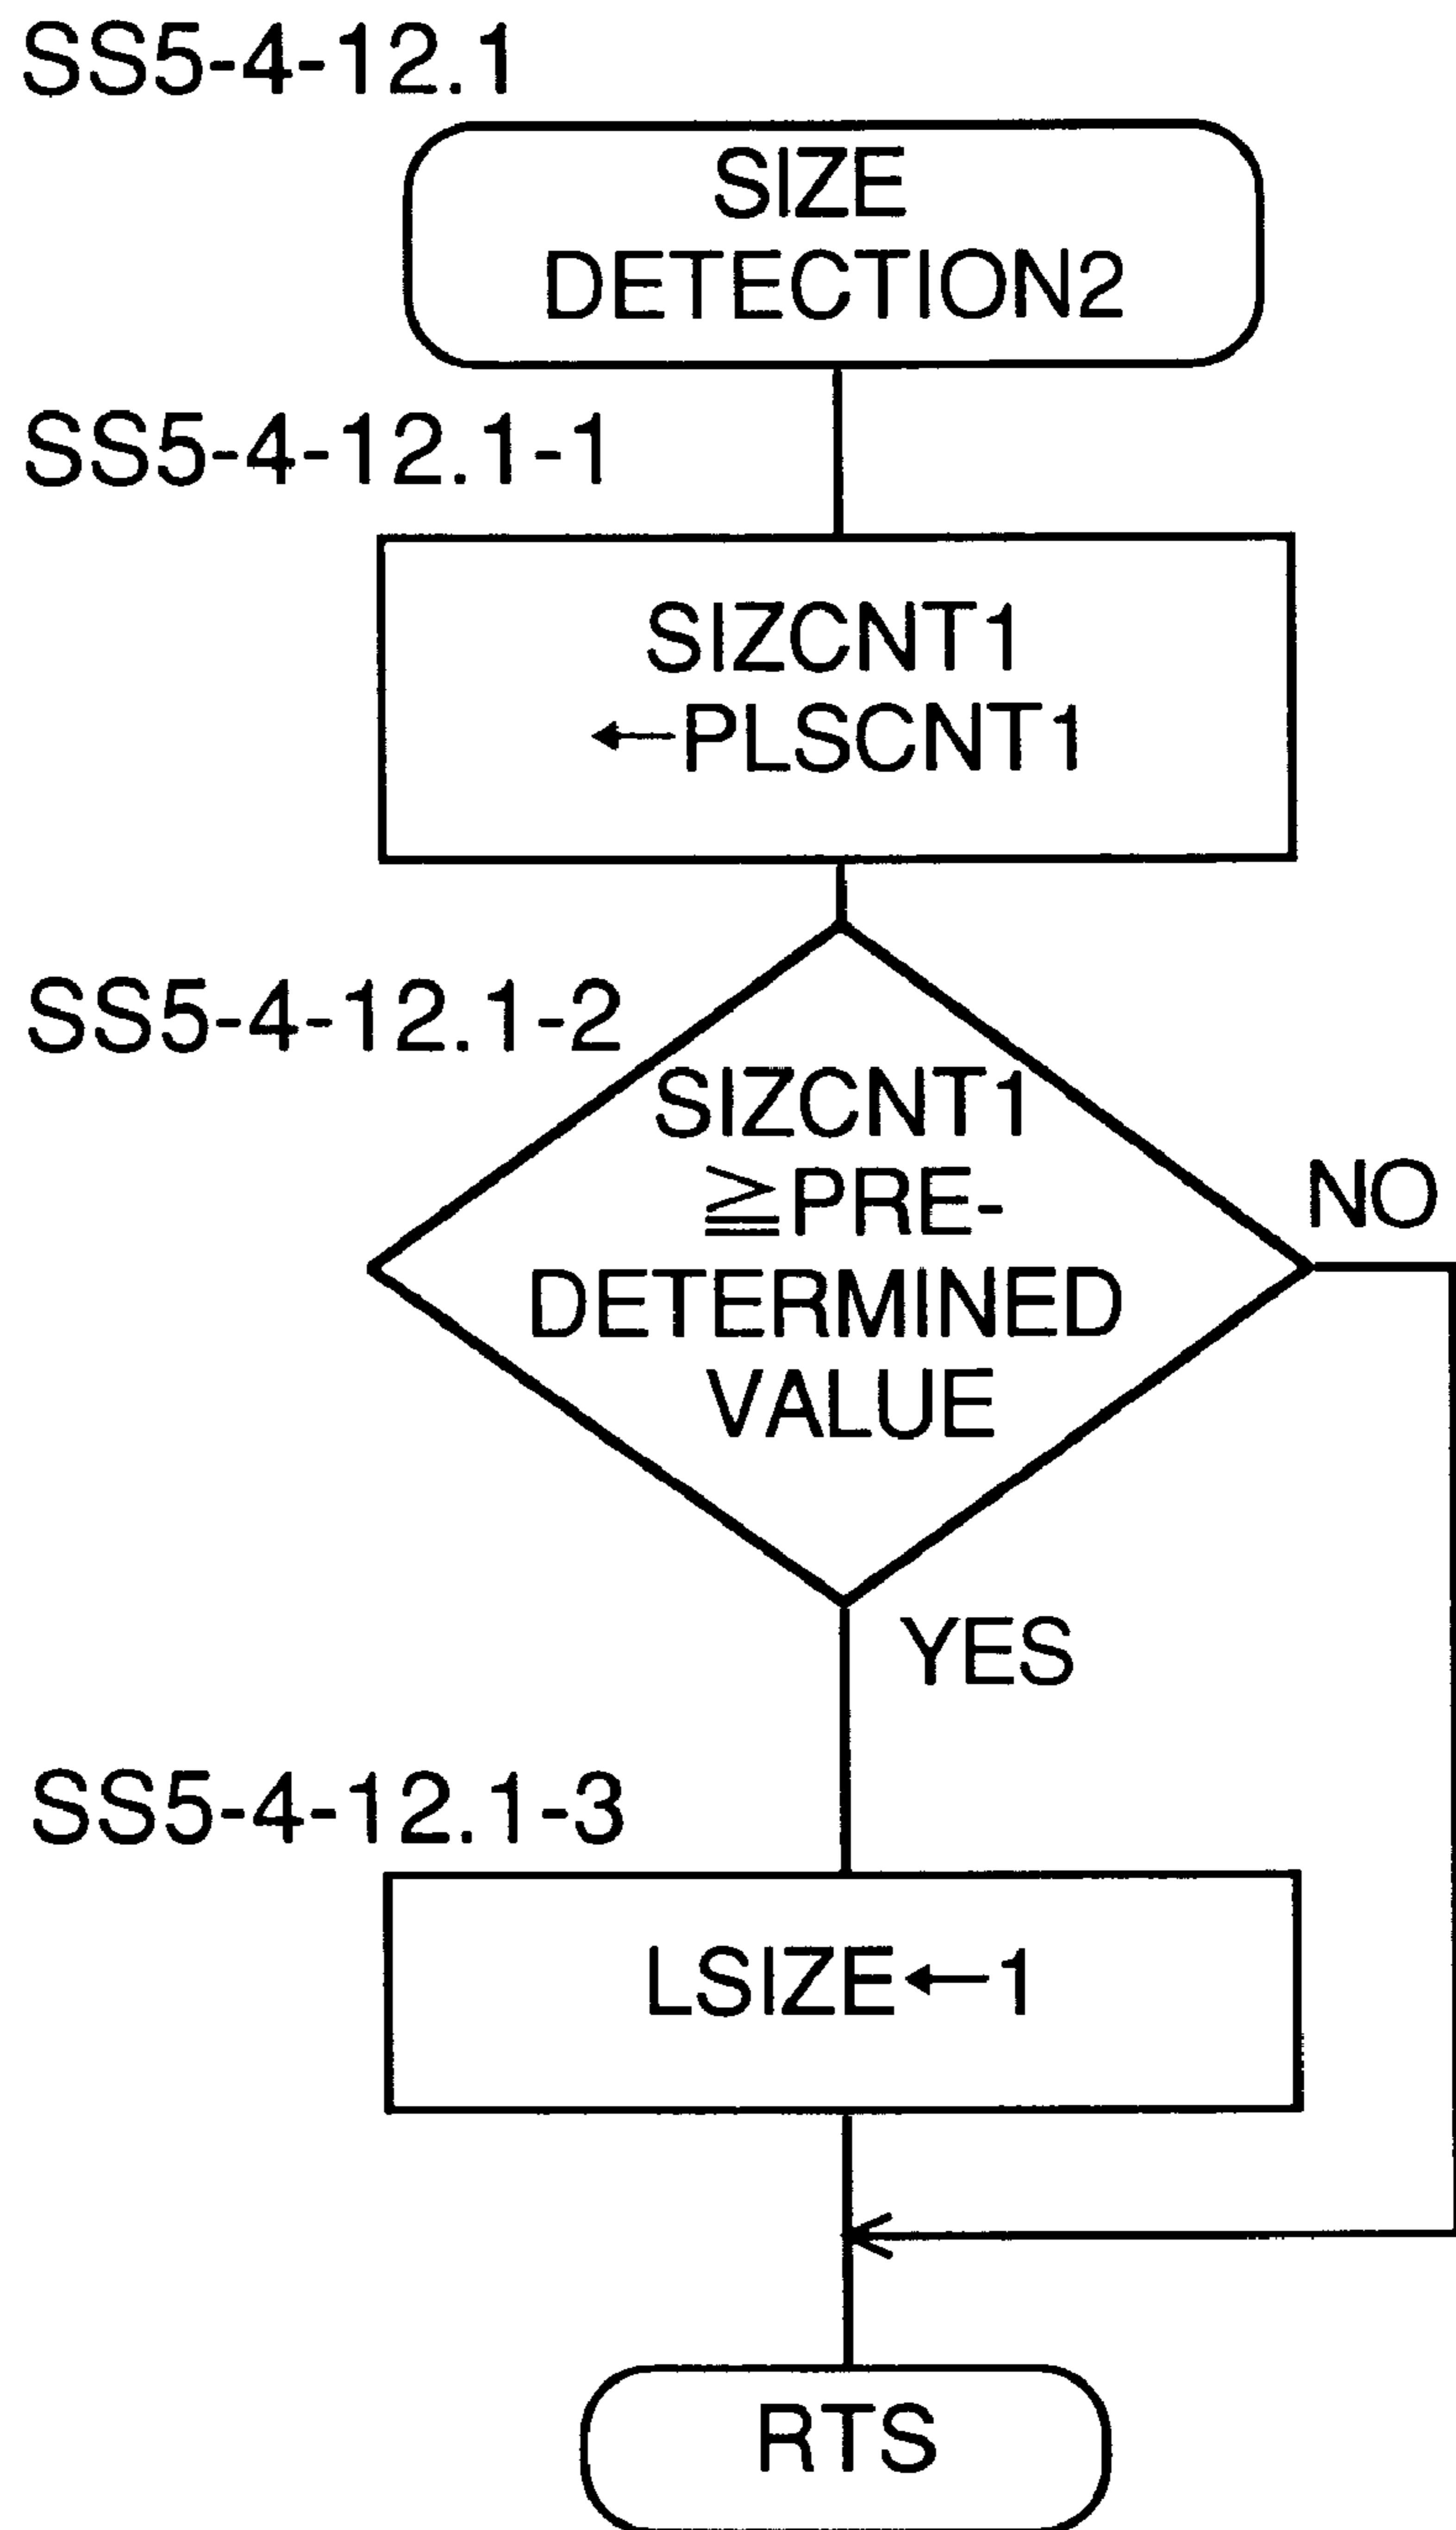 SS5-4-12.1
SIZE
DETECTION2
SS5-4-12.1-1
SIZCNT1
←PLSCNT1
SS5-4-12.1-2
SIZCNT1
≧PRE-
DETERMINED
VALUE
NO
YES
SS5-4-12.1-3
LSIZE←1
RTS